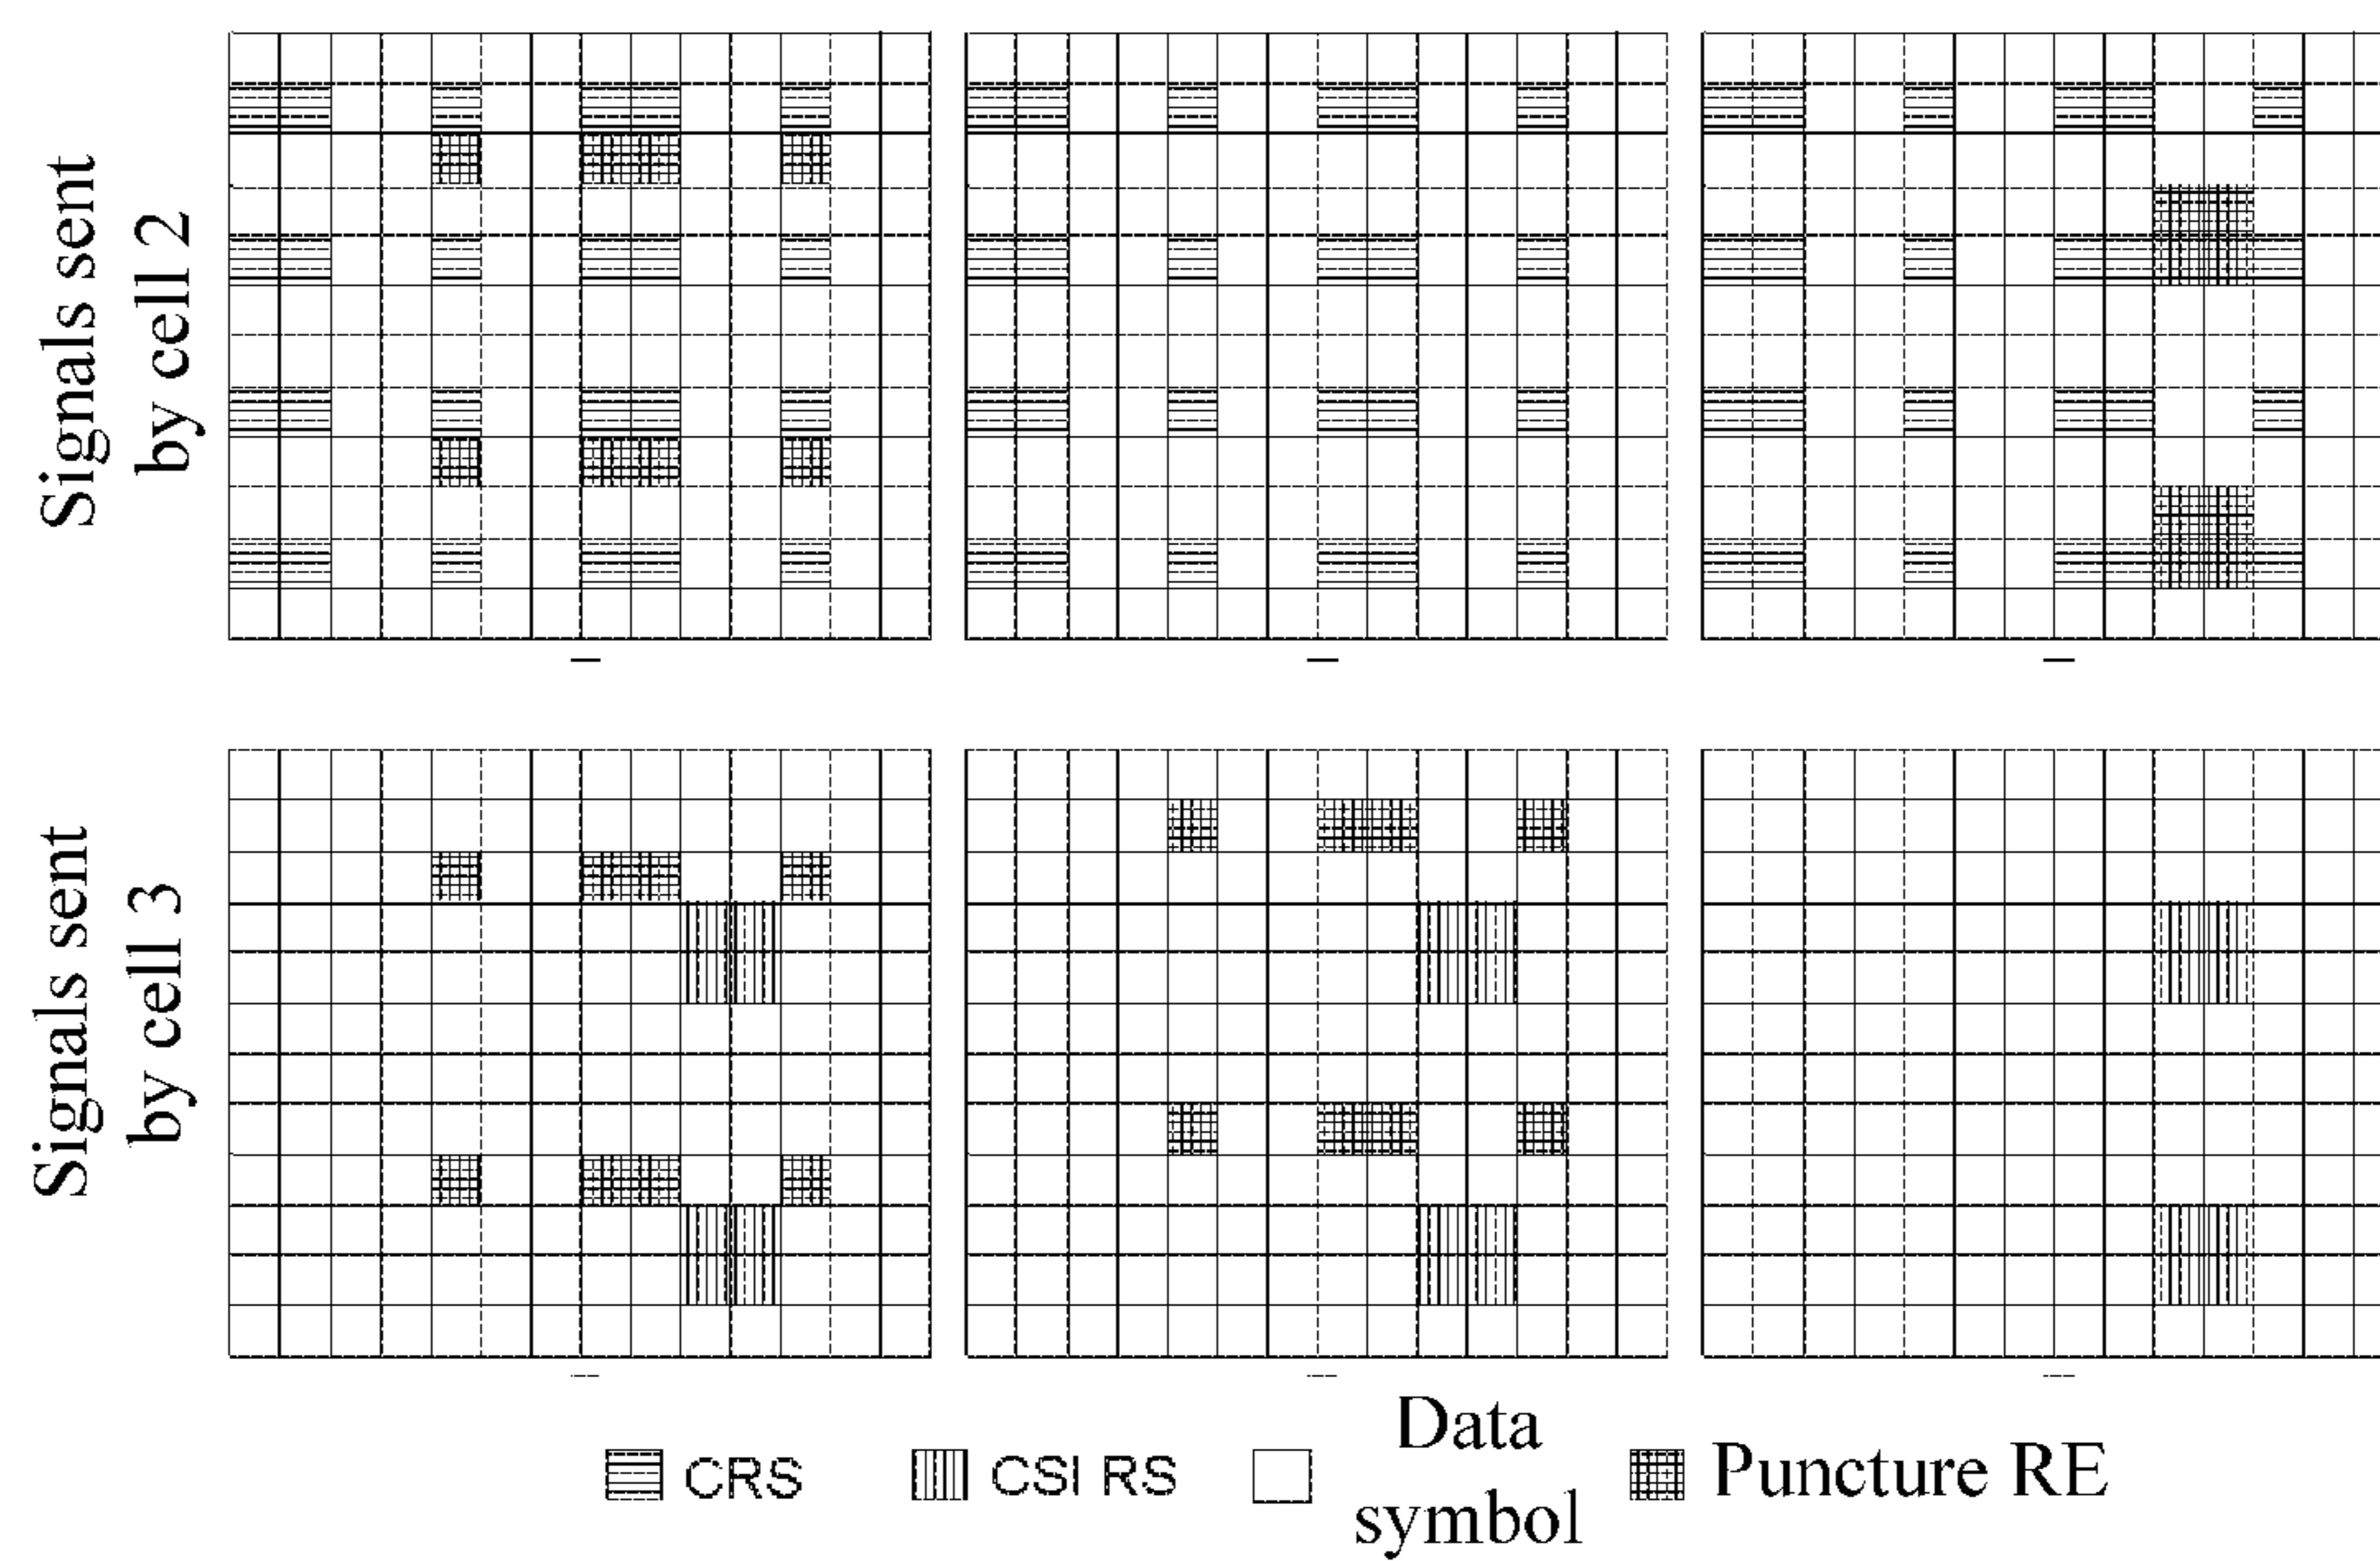 Signals sent
by cell 2
Signals sent
by cell 3
CRS
CSI RS
Data
symbol
Puncture RE